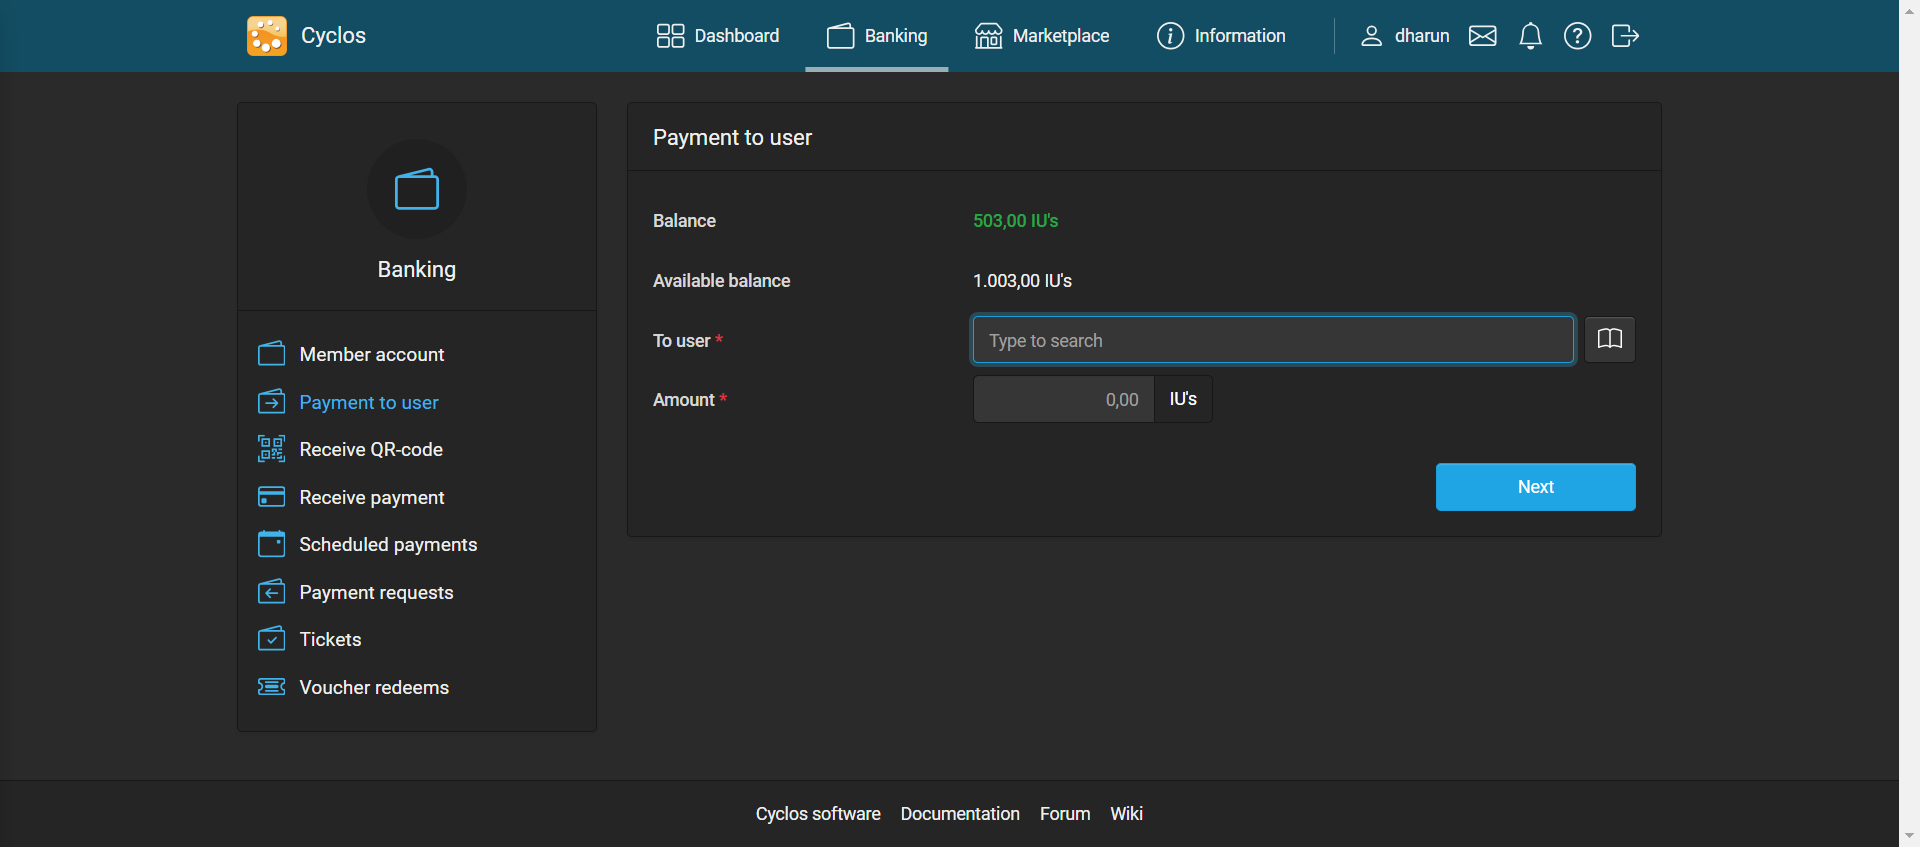 Cyclos
Dashboard
Banking
Marketplace
Information
dharun
Banking
Member account
Payment to user
Receive QR-code
Receive payment
Scheduled payments
Payment requests
Tickets
Voucher redeems
Payment to user
Balance 503,00 IU's
Available balance 1.003,00 IU's
To user * Type to search
Amount * 0,00 IU's
Next
Cyclos software Documentation Forum Wiki